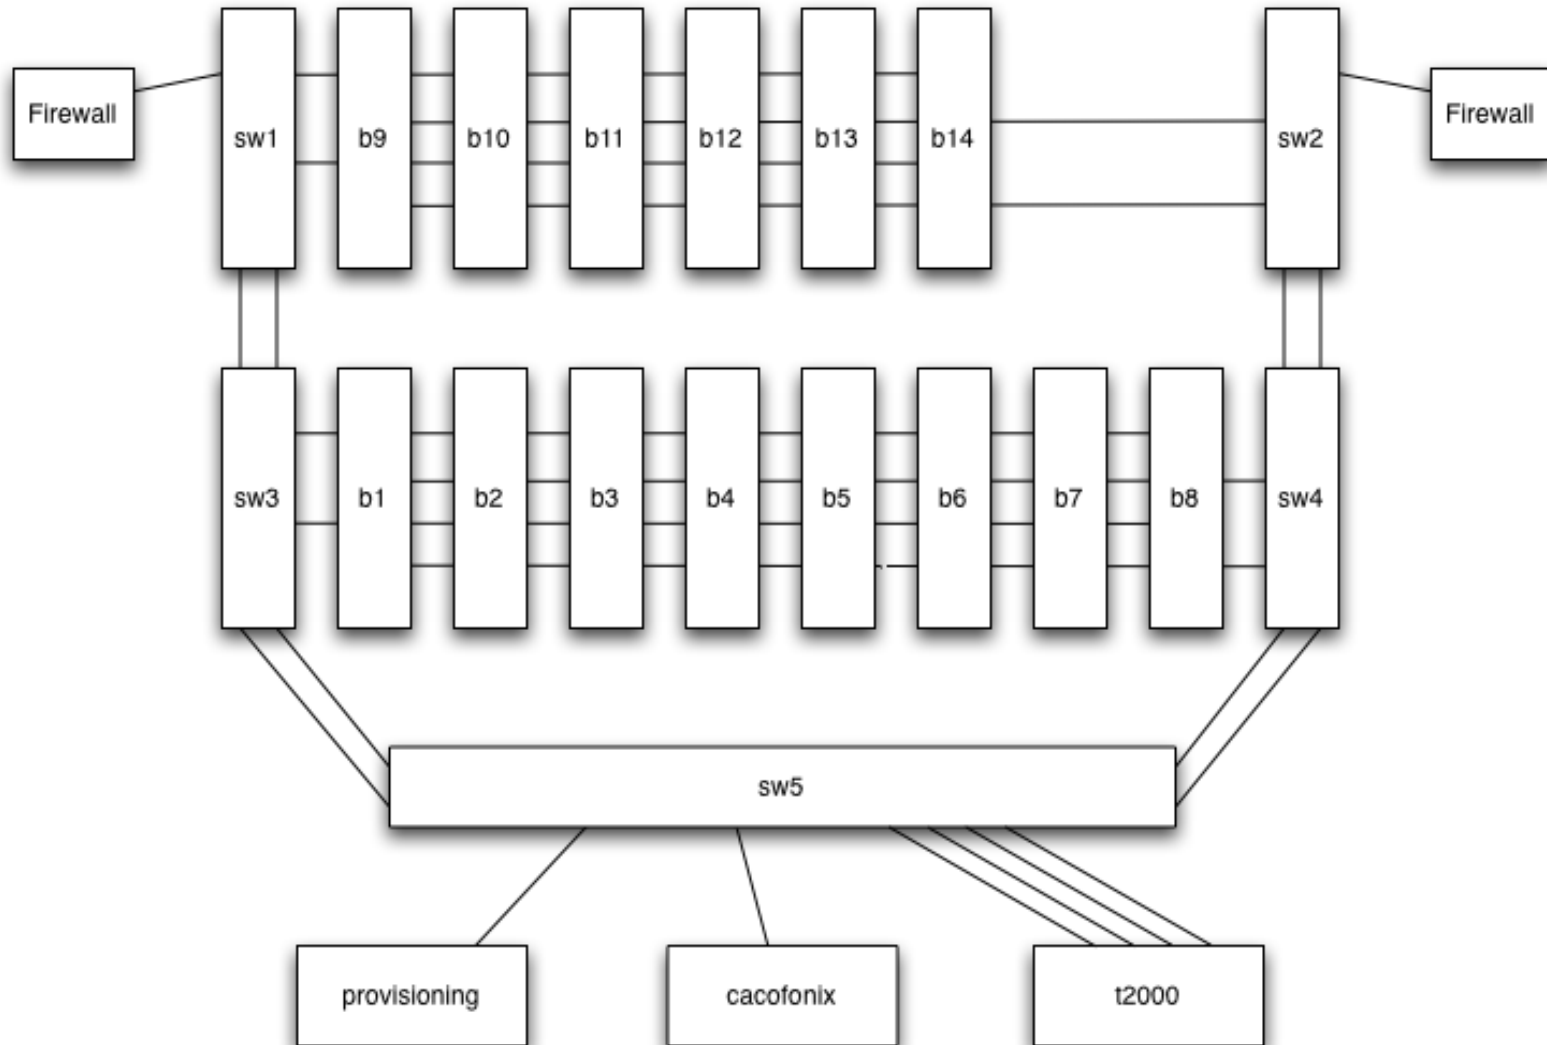 Firewall
sw1
b9
b10
b11
b12
b13
b14
sw2
Firewall
sw3
b1
b2
b3
b4
b5
b6
b7
b8
sw4
sw5
provisioning
cacofonix
t2000